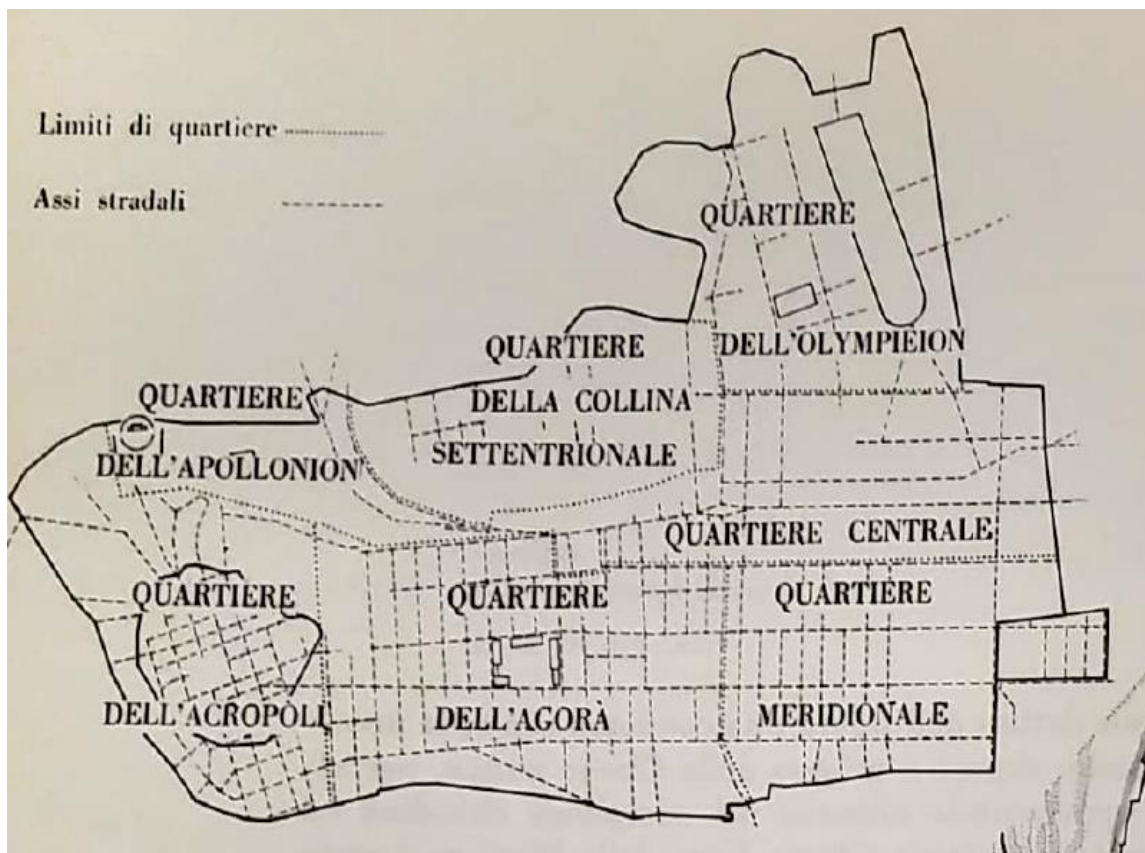 Limiti di quartiere
Assi stradali
QUARTIERE
DELL'OLYMPIEION
QUARTIERE
DELLA COLLINA
SETTENTRIONALE
QUARTIERE
DELL'APOLLONION
QUARTIERE CENTRALE
QUARTIERE
DELL'ACROPOLI
QUARTIERE
DELL'AGORÀ
QUARTIERE
MERIDIONALE